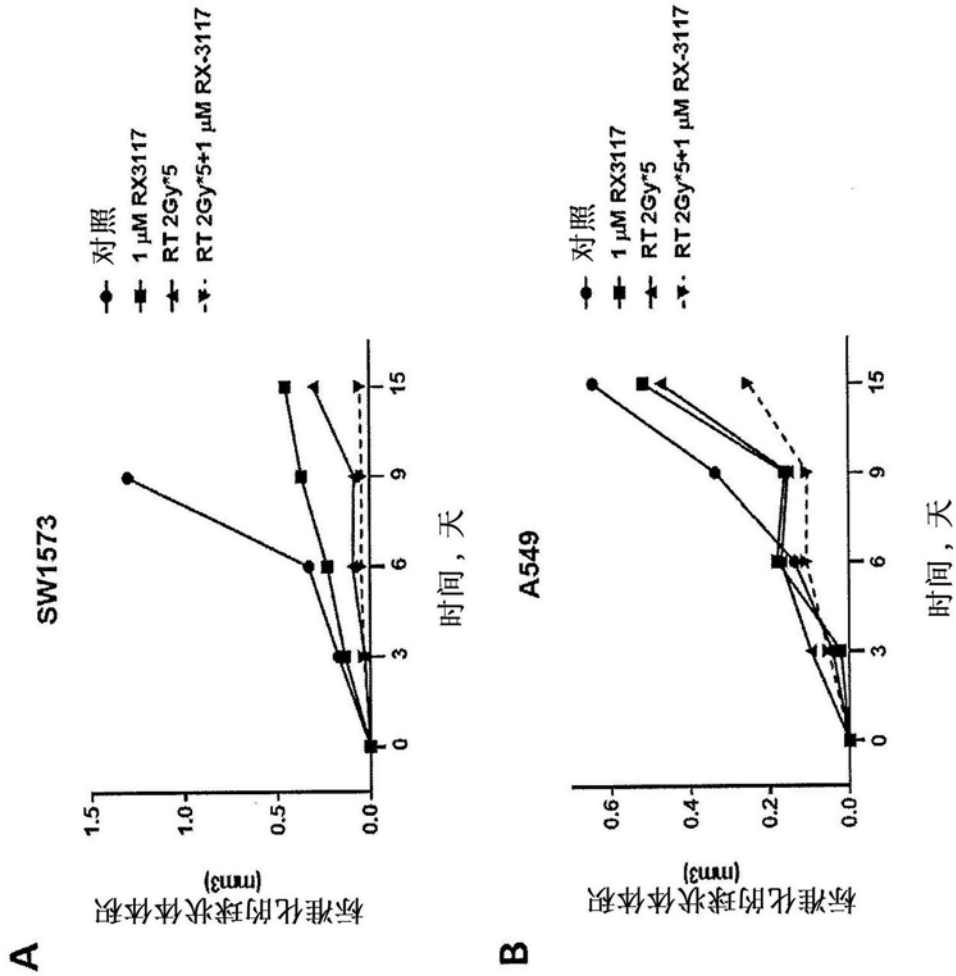 A
SW1573
标准化的球状体体积
(mm3)
1.5
1.0
0.5
0.0
0 3 6 9 15
时间，天
对照
1 μM RX3117
RT 2Gy*5
RT 2Gy*5+1 μM RX-3117
B
A549
标准化的球状体体积
(mm3)
0.6
0.4
0.2
0.0
0 3 6 9 15
时间，天
对照
1 μM RX3117
RT 2Gy*5
RT 2Gy*5+1 μM RX-3117